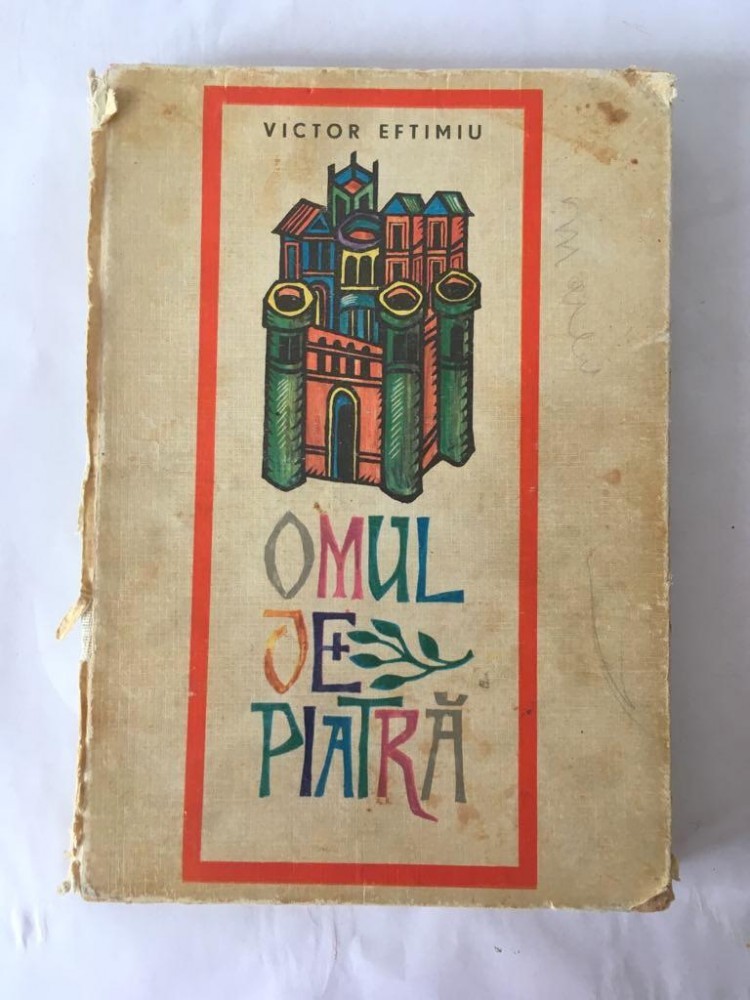 VICTOR EFTIMIU
OMUL
DE
PIATRĂ